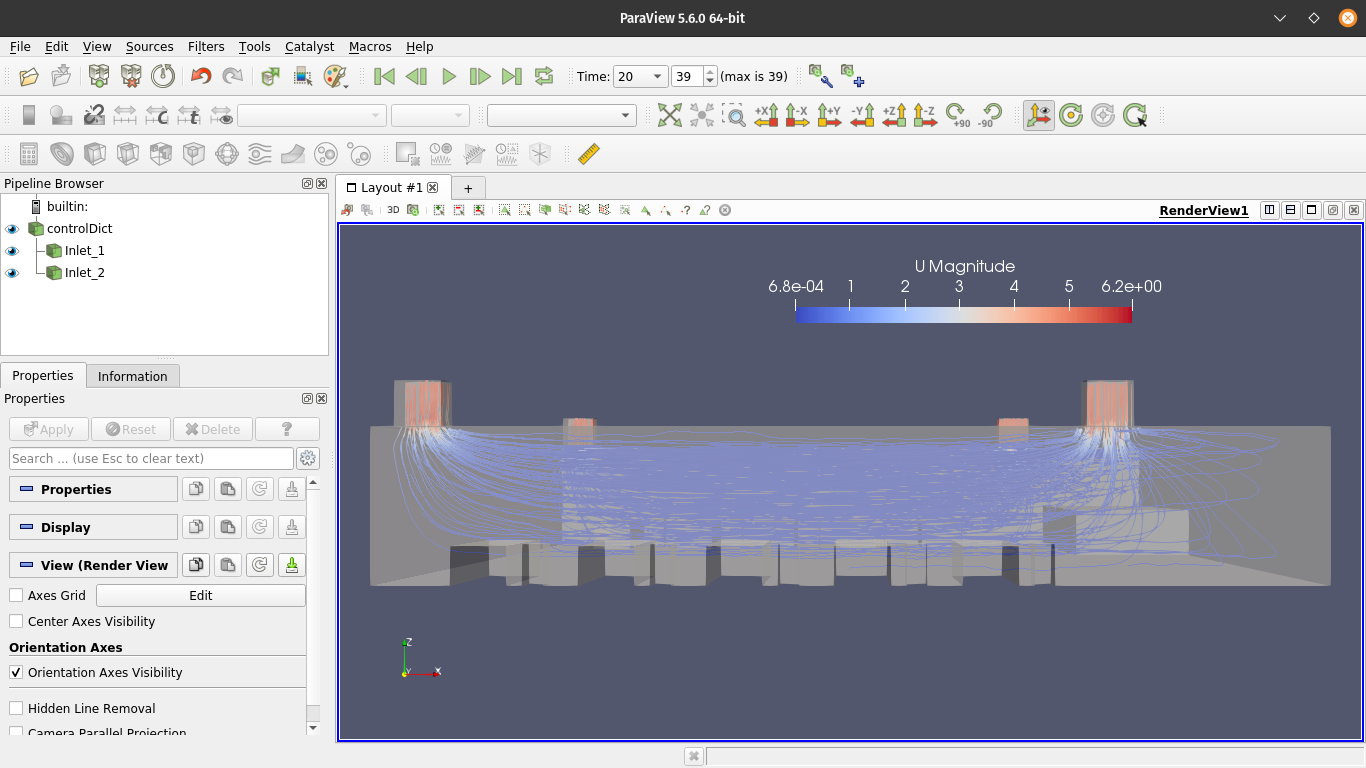 ParaView 5.6.0 64-bit
File Edit View Sources Filters Tools Catalyst Macros Help
Time: 20 39 (max is 39)
+X -X +Y -Y +Z -Z +90 -90
Pipeline Browser
builtin:
controlDict
Inlet_1
Inlet_2
Properties Information
Properties
Apply Reset Delete ?
Search ... (use Esc to clear text)
Properties
Display
View (Render View
Axes Grid Edit
Center Axes Visibility
Orientation Axes
Orientation Axes Visibility
Hidden Line Removal
Camera Parallel Projection
Layout #1 +
3D RenderView1
U Magnitude
6.8e-04 1 2 3 4 5 6.2e+00
Z
Y X